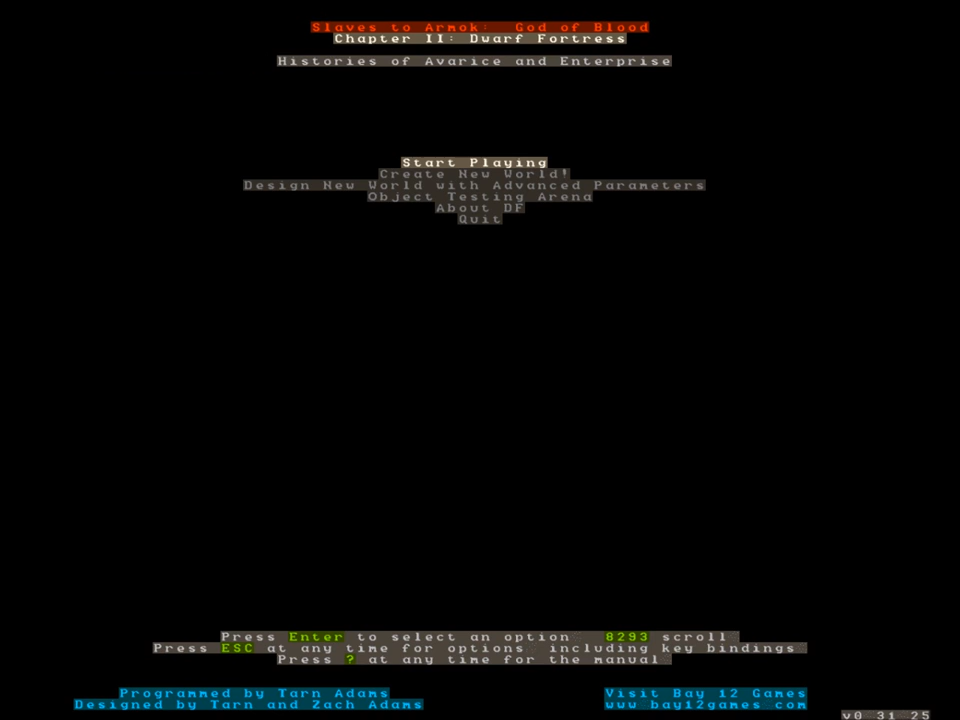 Slaves to Armok: God of Blood
Chapter II: Dwarf Fortress
Histories of Avarice and Enterprise
Start Playing
Create New World!
Design New World with Advanced Parameters
Object Testing Arena
About DF
Quit
Press Enter to select an option 8293 scroll
Press ESC at any time for options including key bindings
Press ? at any time for the manual
Programmed by Tarn Adams
Designed by Tarn and Zach Adams
Visit Bay 12 Games
www bay12games com
v0 31 25